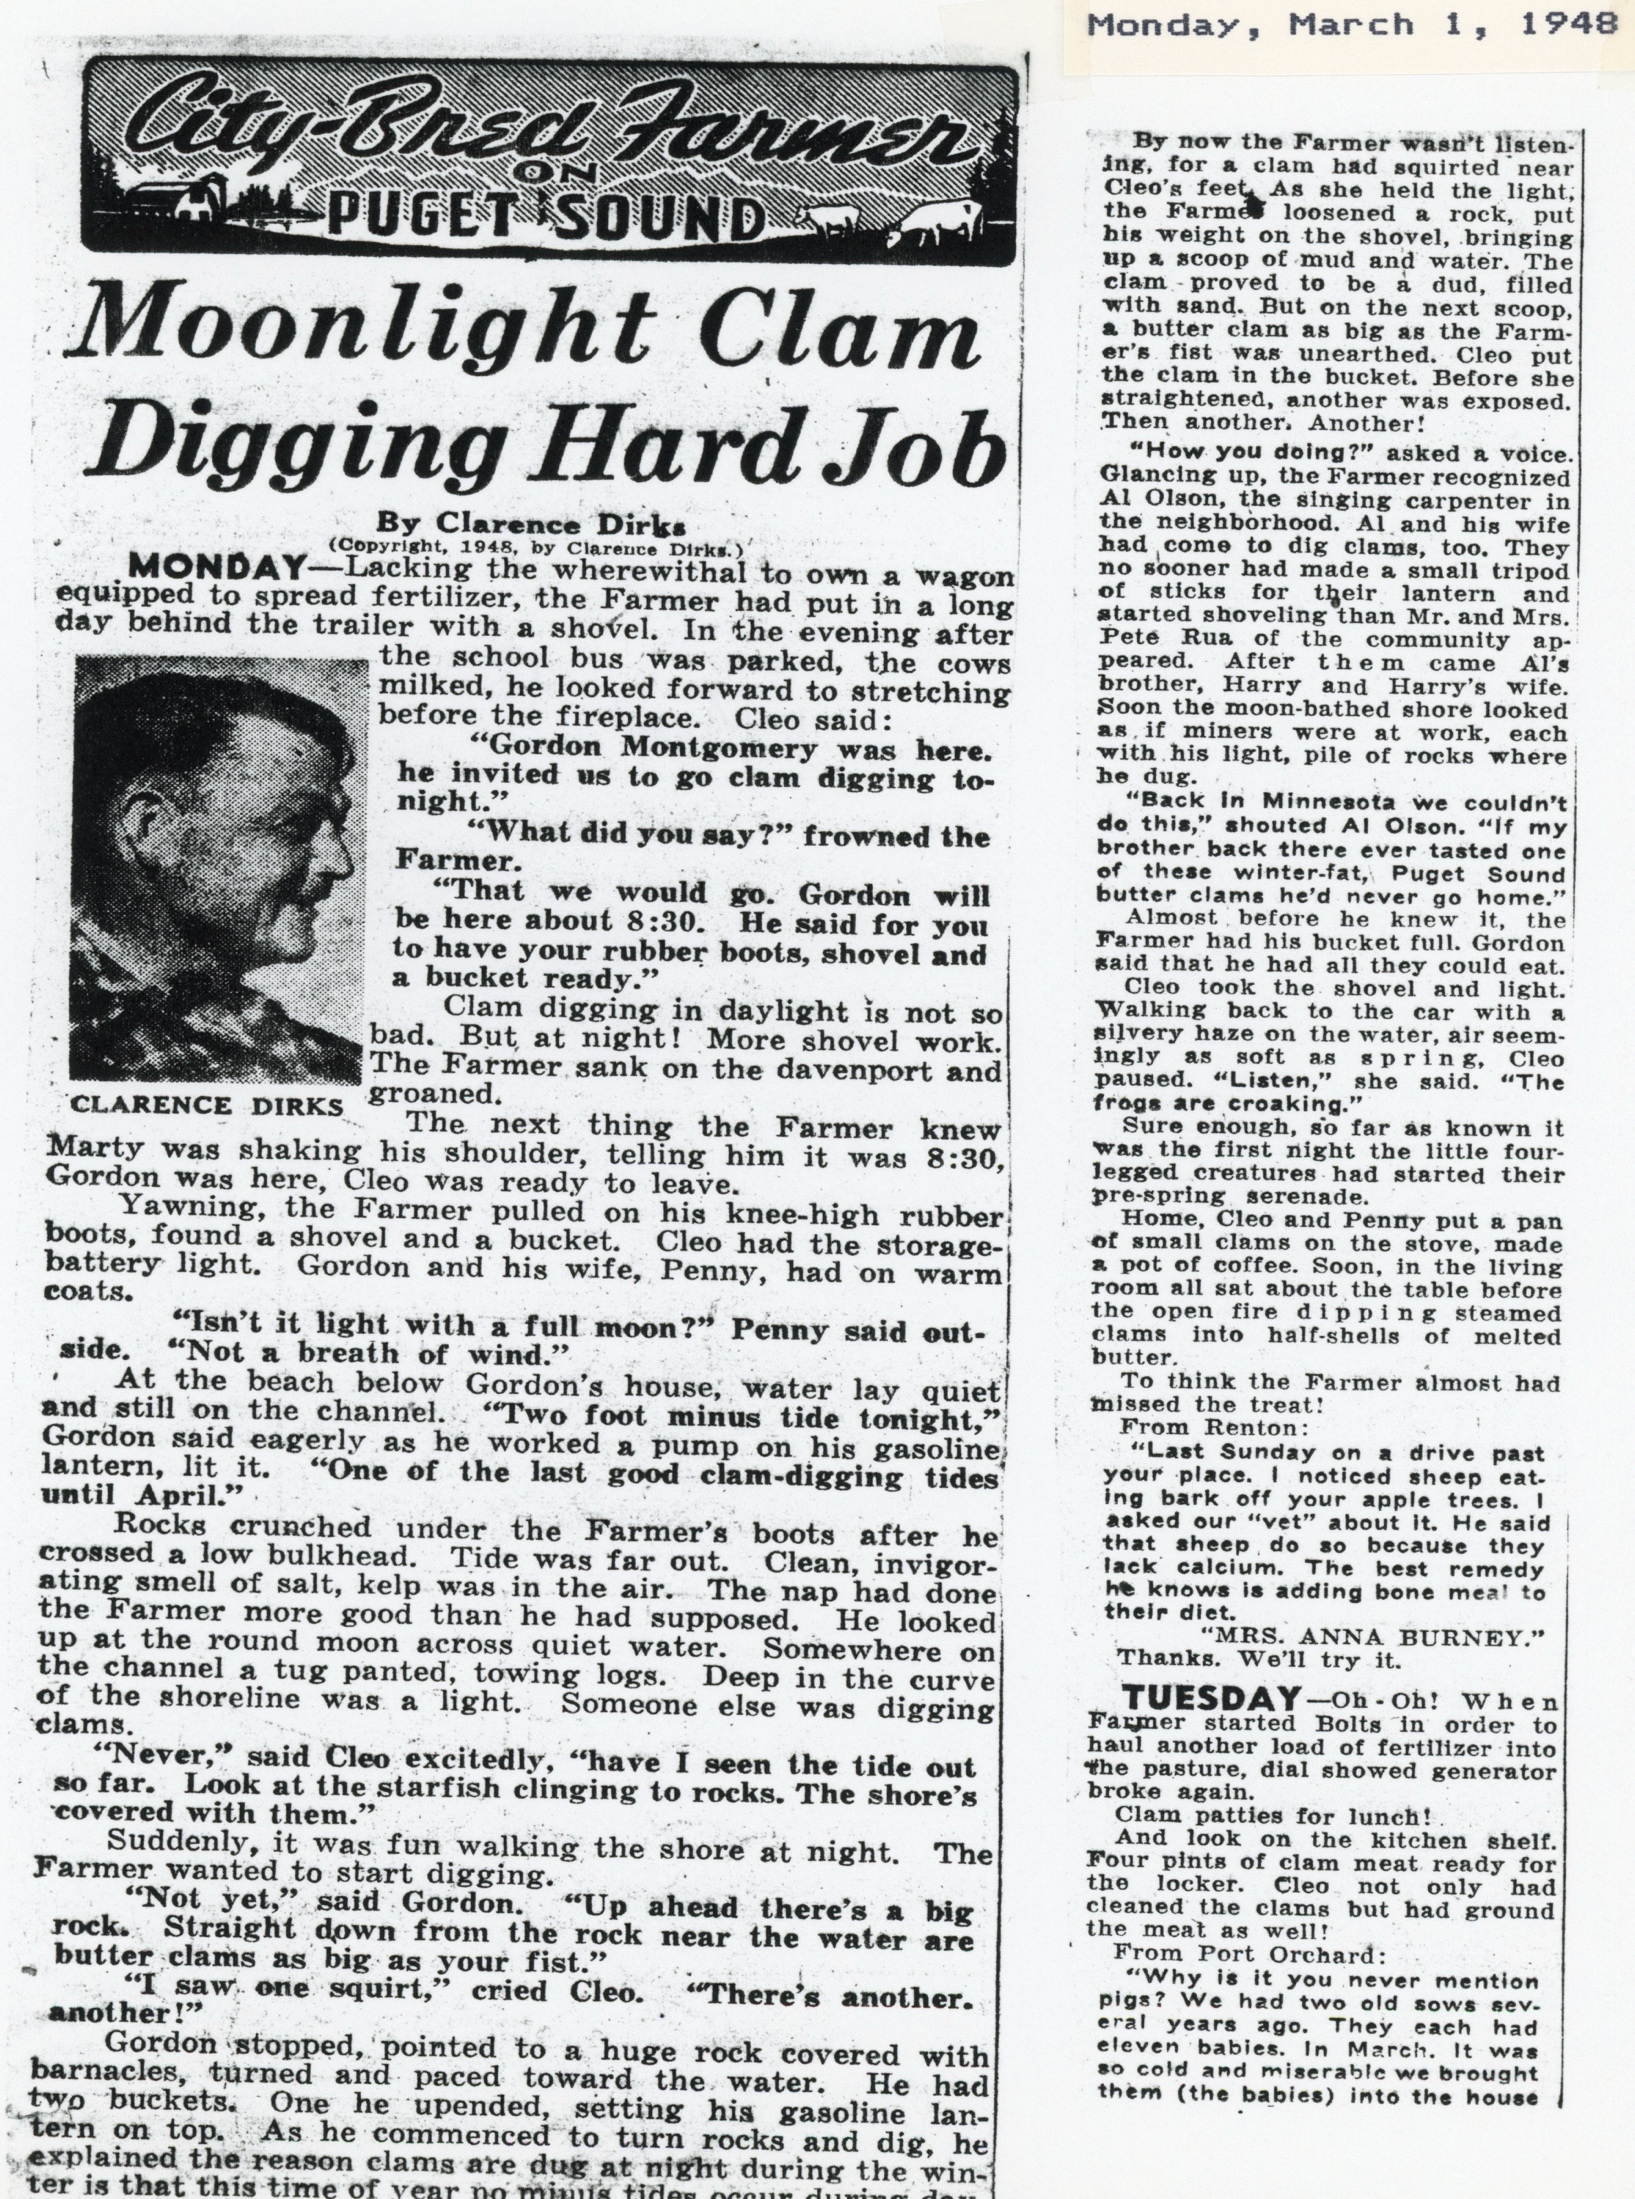 Monday, March 1, 1948
City-Bred Farmer
ON
PUGET SOUND
Moonlight Clam
Digging Hard Job
By Clarence Dirks
(Copyright, 1948, by Clarence Dirks.)
MONDAY—Lacking the wherewithal to own a wagon
equipped to spread fertilizer, the Farmer had put in a long
day behind the trailer with a shovel. In the evening after
the school bus was parked, the cows
milked, he looked forward to stretching
before the fireplace. Cleo said:
"Gordon Montgomery was here.
he invited us to go clam digging to-
night."
"What did you say?" frowned the
Farmer.
"That we would go. Gordon will
be here about 8:30. He said for you
to have your rubber boots, shovel and
a bucket ready."
Clam digging in daylight is not so
bad. But at night! More shovel work.
The Farmer sank on the davenport and
groaned.
CLARENCE DIRKS
The next thing the Farmer knew
Marty was shaking his shoulder, telling him it was 8:30,
Gordon was here, Cleo was ready to leave.
Yawning, the Farmer pulled on his knee-high rubber
boots, found a shovel and a bucket. Cleo had the storage-
battery light. Gordon and his wife, Penny, had on warm
coats.
"Isn't it light with a full moon?" Penny said out-
side. "Not a breath of wind."
At the beach below Gordon's house, water lay quiet
and still on the channel. "Two foot minus tide tonight,"
Gordon said eagerly as he worked a pump on his gasoline
lantern, lit it. "One of the last good clam-digging tides
until April."
Rocks crunched under the Farmer's boots after he
crossed a low bulkhead. Tide was far out. Clean, invigor-
ating smell of salt, kelp was in the air. The nap had done
the Farmer more good than he had supposed. He looked
up at the round moon across quiet water. Somewhere on
the channel a tug panted, towing logs. Deep in the curve
of the shoreline was a light. Someone else was digging
clams.
"Never," said Cleo excitedly, "have I seen the tide out
so far. Look at the starfish clinging to rocks. The shore's
covered with them."
Suddenly, it was fun walking the shore at night. The
Farmer wanted to start digging.
"Not yet," said Gordon. "Up ahead there's a big
rock. Straight down from the rock near the water are
butter clams as big as your fist."
"I saw one squirt," cried Cleo. "There's another.
another!"
Gordon stopped, pointed to a huge rock covered with
barnacles, turned and paced toward the water. He had
two buckets. One he upended, setting his gasoline lan-
tern on top. As he commenced to turn rocks and dig, he
explained the reason clams are dug at night during the win-
ter is that this time of year no minus tides occur during day-
By now the Farmer wasn't listen-
ing, for a clam had squirted near
Cleo's feet. As she held the light,
the Farmer loosened a rock, put
his weight on the shovel, bringing
up a scoop of mud and water. The
clam proved to be a dud, filled
with sand. But on the next scoop,
a butter clam as big as the Farm-
er's fist was unearthed. Cleo put
the clam in the bucket. Before she
straightened, another was exposed.
Then another. Another!
"How you doing?" asked a voice.
Glancing up, the Farmer recognized
Al Olson, the singing carpenter in
the neighborhood. Al and his wife
had come to dig clams, too. They
no sooner had made a small tripod
of sticks for their lantern and
started shoveling than Mr. and Mrs.
Pete Rua of the community ap-
peared. After them came Al's
brother, Harry and Harry's wife.
Soon the moon-bathed shore looked
as if miners were at work, each
with his light, pile of rocks where
he dug.
"Back in Minnesota we couldn't
do this," shouted Al Olson. "If my
brother back there ever tasted one
of these winter-fat, Puget Sound
butter clams he'd never go home."
Almost before he knew it, the
Farmer had his bucket full. Gordon
said that he had all they could eat.
Cleo took the shovel and light.
Walking back to the car with a
silvery haze on the water, air seem-
ingly as soft as spring, Cleo
paused. "Listen," she said. "The
frogs are croaking."
Sure enough, so far as known it
was the first night the little four-
legged creatures had started their
pre-spring serenade.
Home, Cleo and Penny put a pan
of small clams on the stove, made
a pot of coffee. Soon, in the living
room all sat about the table before
the open fire dipping steamed
clams into half-shells of melted
butter.
To think the Farmer almost had
missed the treat!
From Renton:
"Last Sunday on a drive past
your place. I noticed sheep eat-
ing bark off your apple trees. I
asked our "vet" about it. He said
that sheep do so because they
lack calcium. The best remedy
he knows is adding bone meal to
their diet.
"MRS. ANNA BURNEY."
Thanks. We'll try it.
TUESDAY—Oh-Oh! When
Farmer started Bolts in order to
haul another load of fertilizer into
the pasture, dial showed generator
broke again.
Clam patties for lunch!
And look on the kitchen shelf.
Four pints of clam meat ready for
the locker. Cleo not only had
cleaned the clams but had ground
the meat as well!
From Port Orchard:
"Why is it you never mention
pigs? We had two old sows sev-
eral years ago. They each had
eleven babies. In March. It was
so cold and miserable we brought
them (the babies) into the house